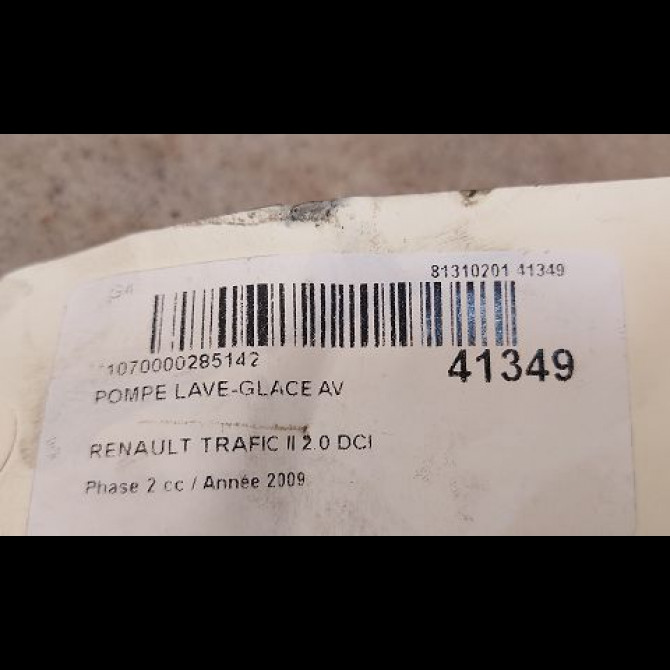 81310201 41349
1070000285142
41349
POMPE LAVE-GLACE AV
RENAULT TRAFIC II 2.0 DCI
Phase 2 cc / Année 2009